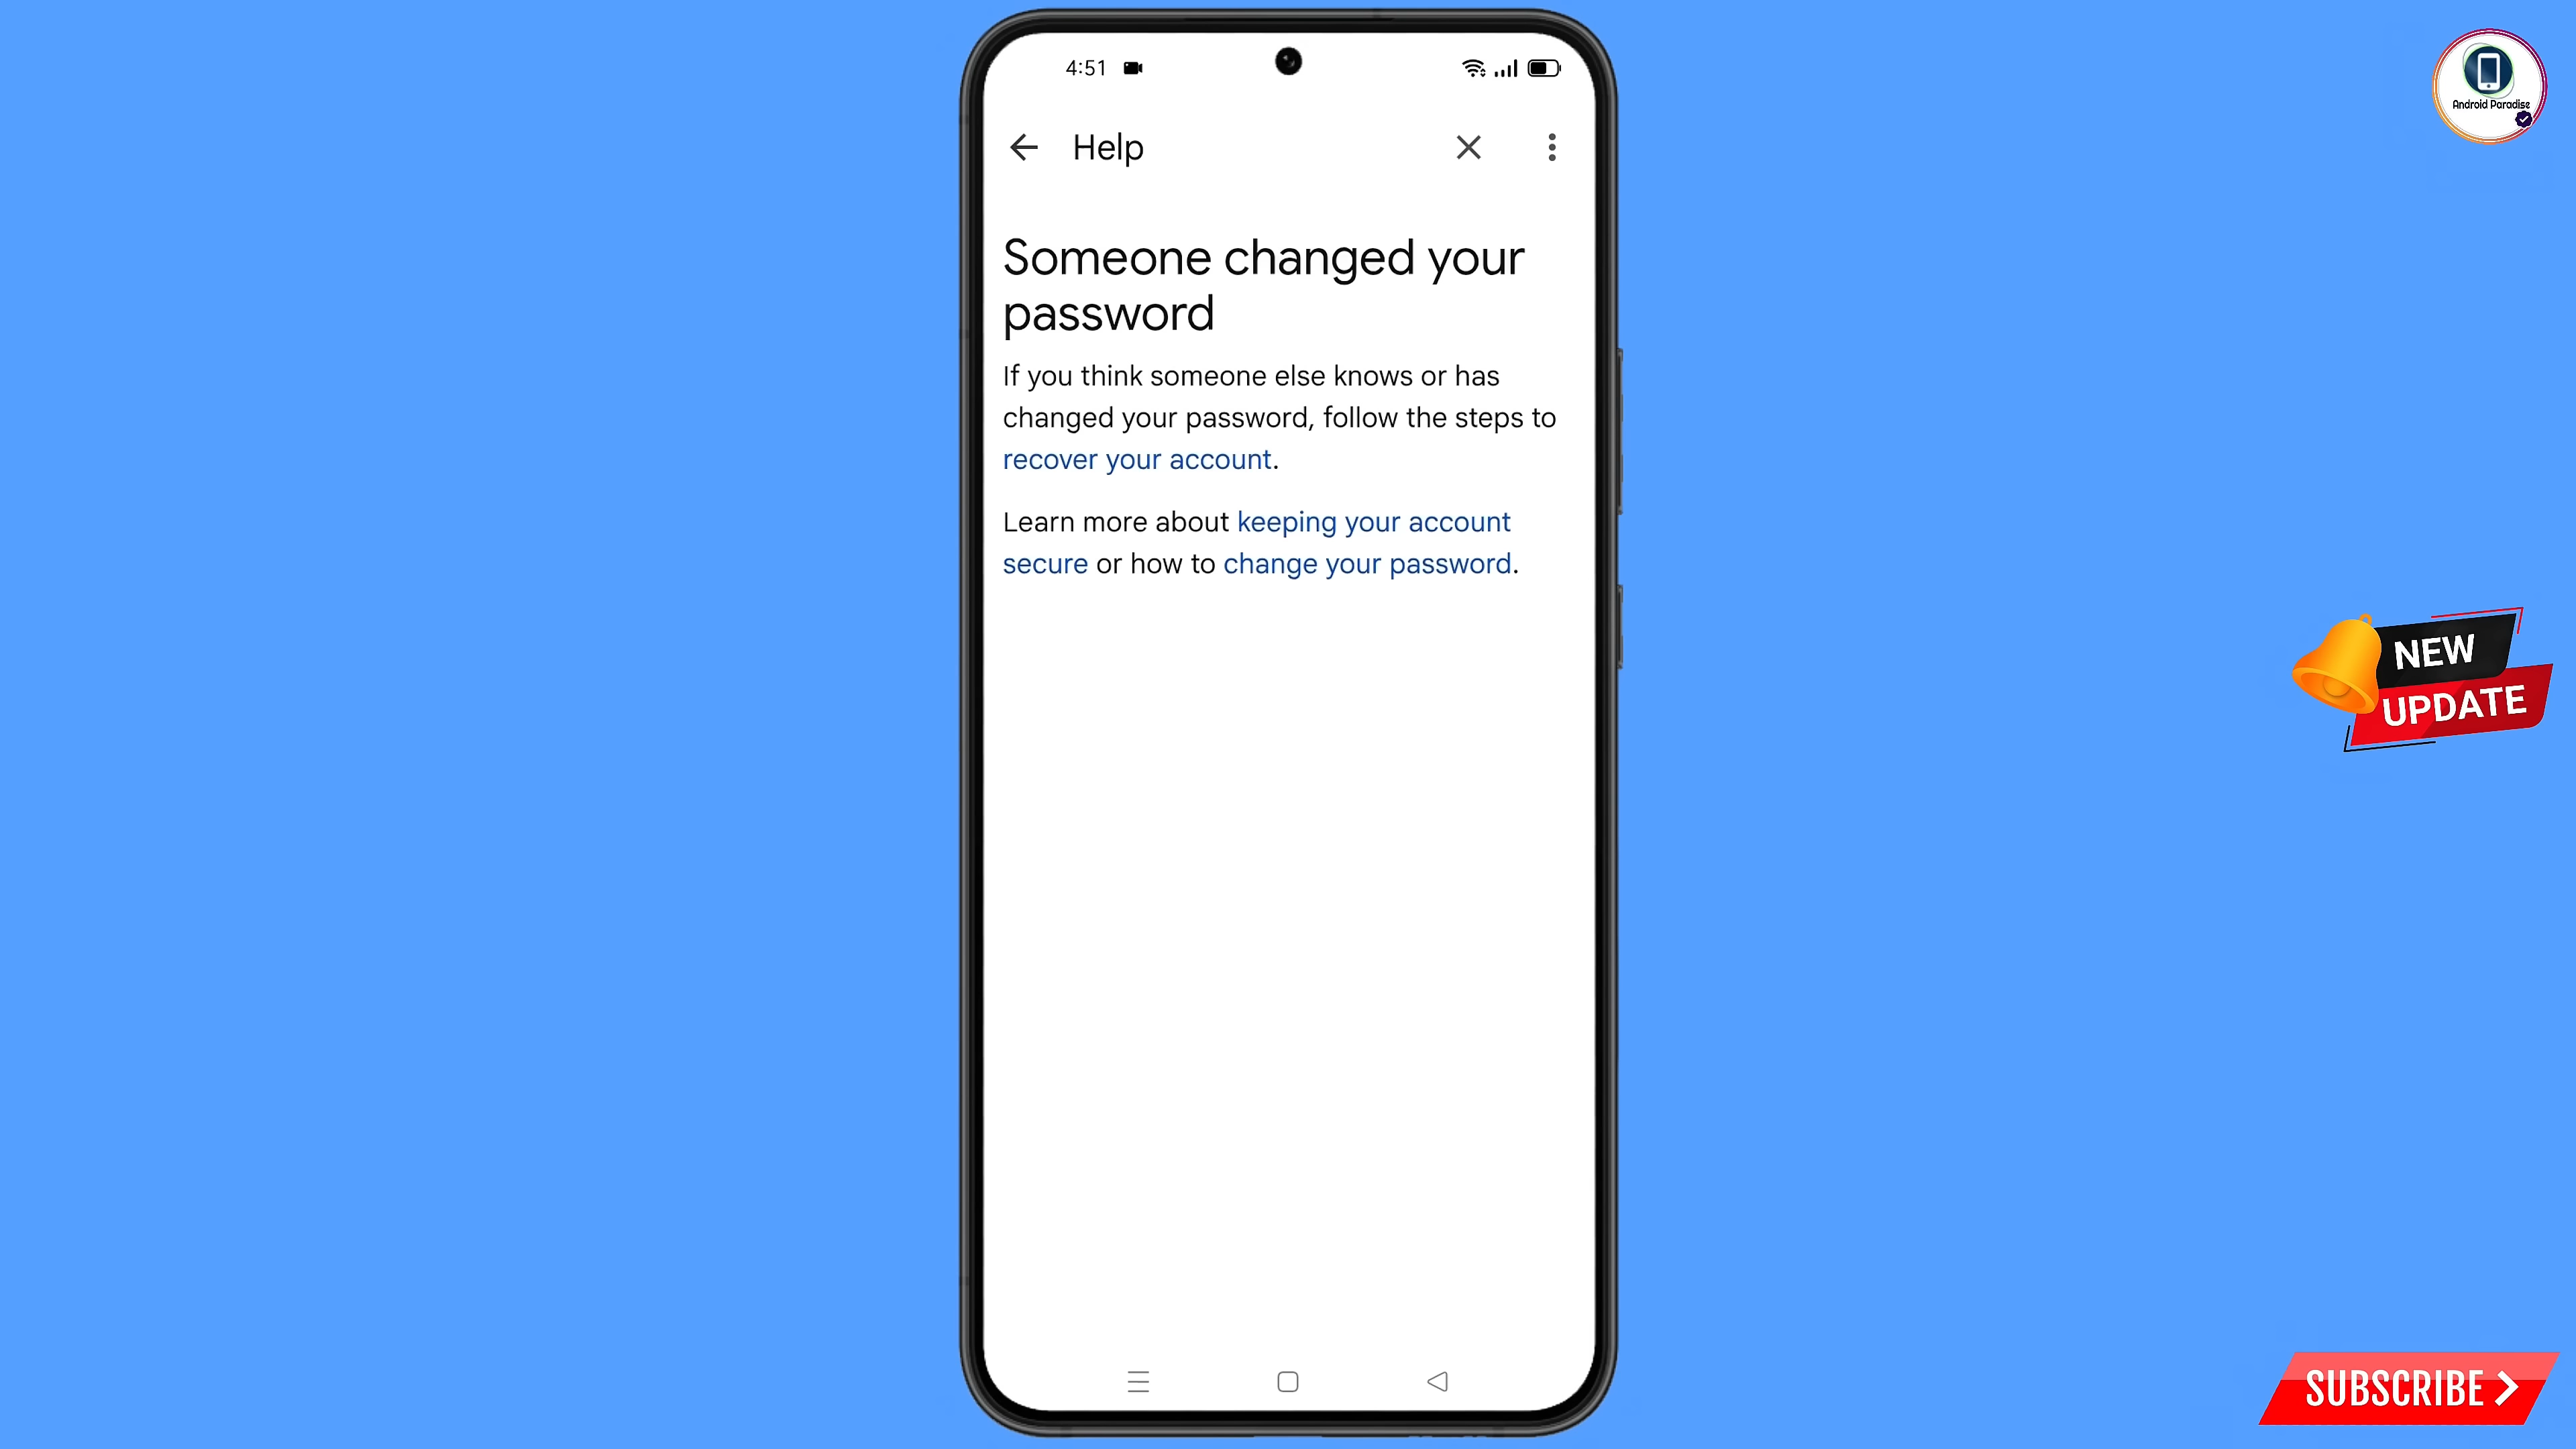 4:51
Help
Someone changed your
password
If you think someone else knows or has
changed your password, follow the steps to
recover your account.
Learn more about keeping your account
secure or how to change your password.
Android Paradise
NEW
UPDATE
SUBSCRIBE